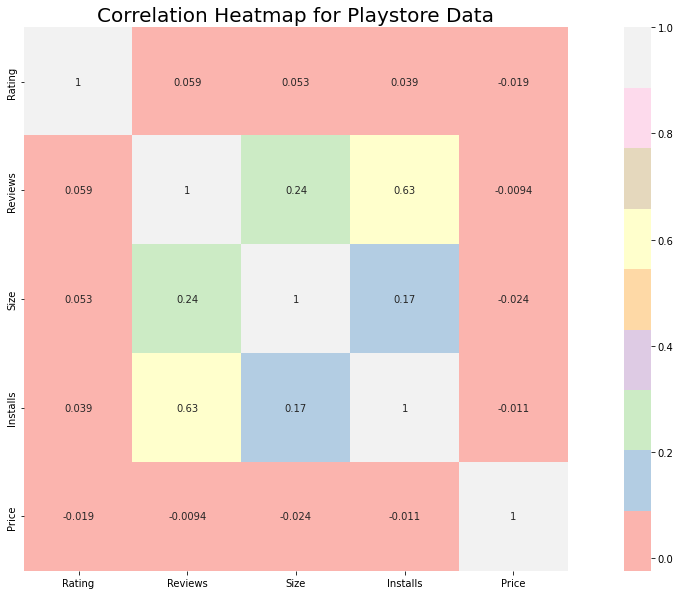 Correlation Heatmap for Playstore Data
Rating 1 0.059 0.053 0.039 -0.019
Reviews 0.059 1 0.24 0.63 -0.0094
Size 0.053 0.24 1 0.17 -0.024
Installs 0.039 0.63 0.17 1 -0.011
Price -0.019 -0.0094 -0.024 -0.011 1
Rating Reviews Size Installs Price
1.0
0.8
0.6
0.4
0.2
0.0